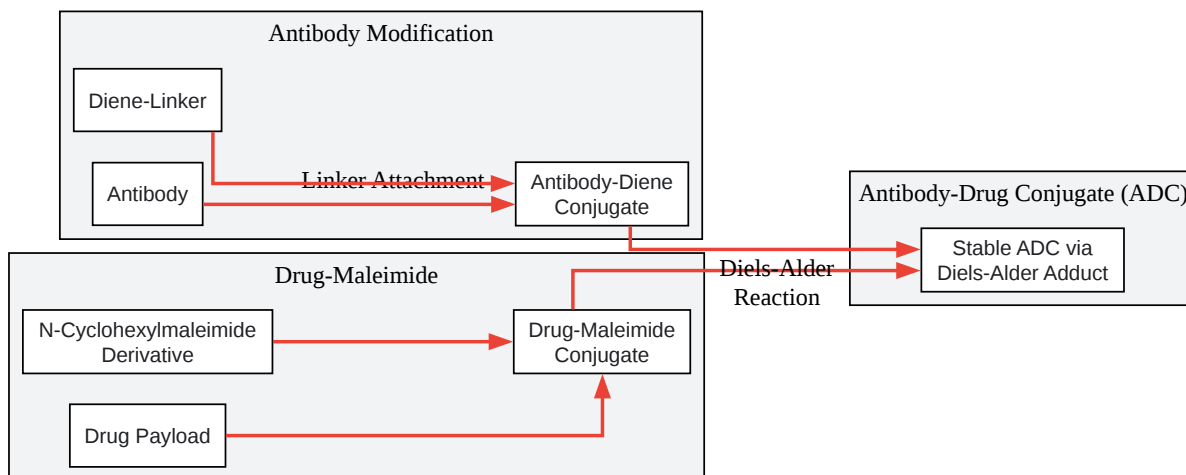 Antibody Modification
Diene-Linker
Antibody
Linker Attachment
Antibody-Diene
Conjugate
Drug-Maleimide
N-Cyclohexylmaleimide
Derivative
Drug Payload
Drug-Maleimide
Conjugate
Diels-Alder
Reaction
Antibody-Drug Conjugate (ADC)
Stable ADC via
Diels-Alder Adduct